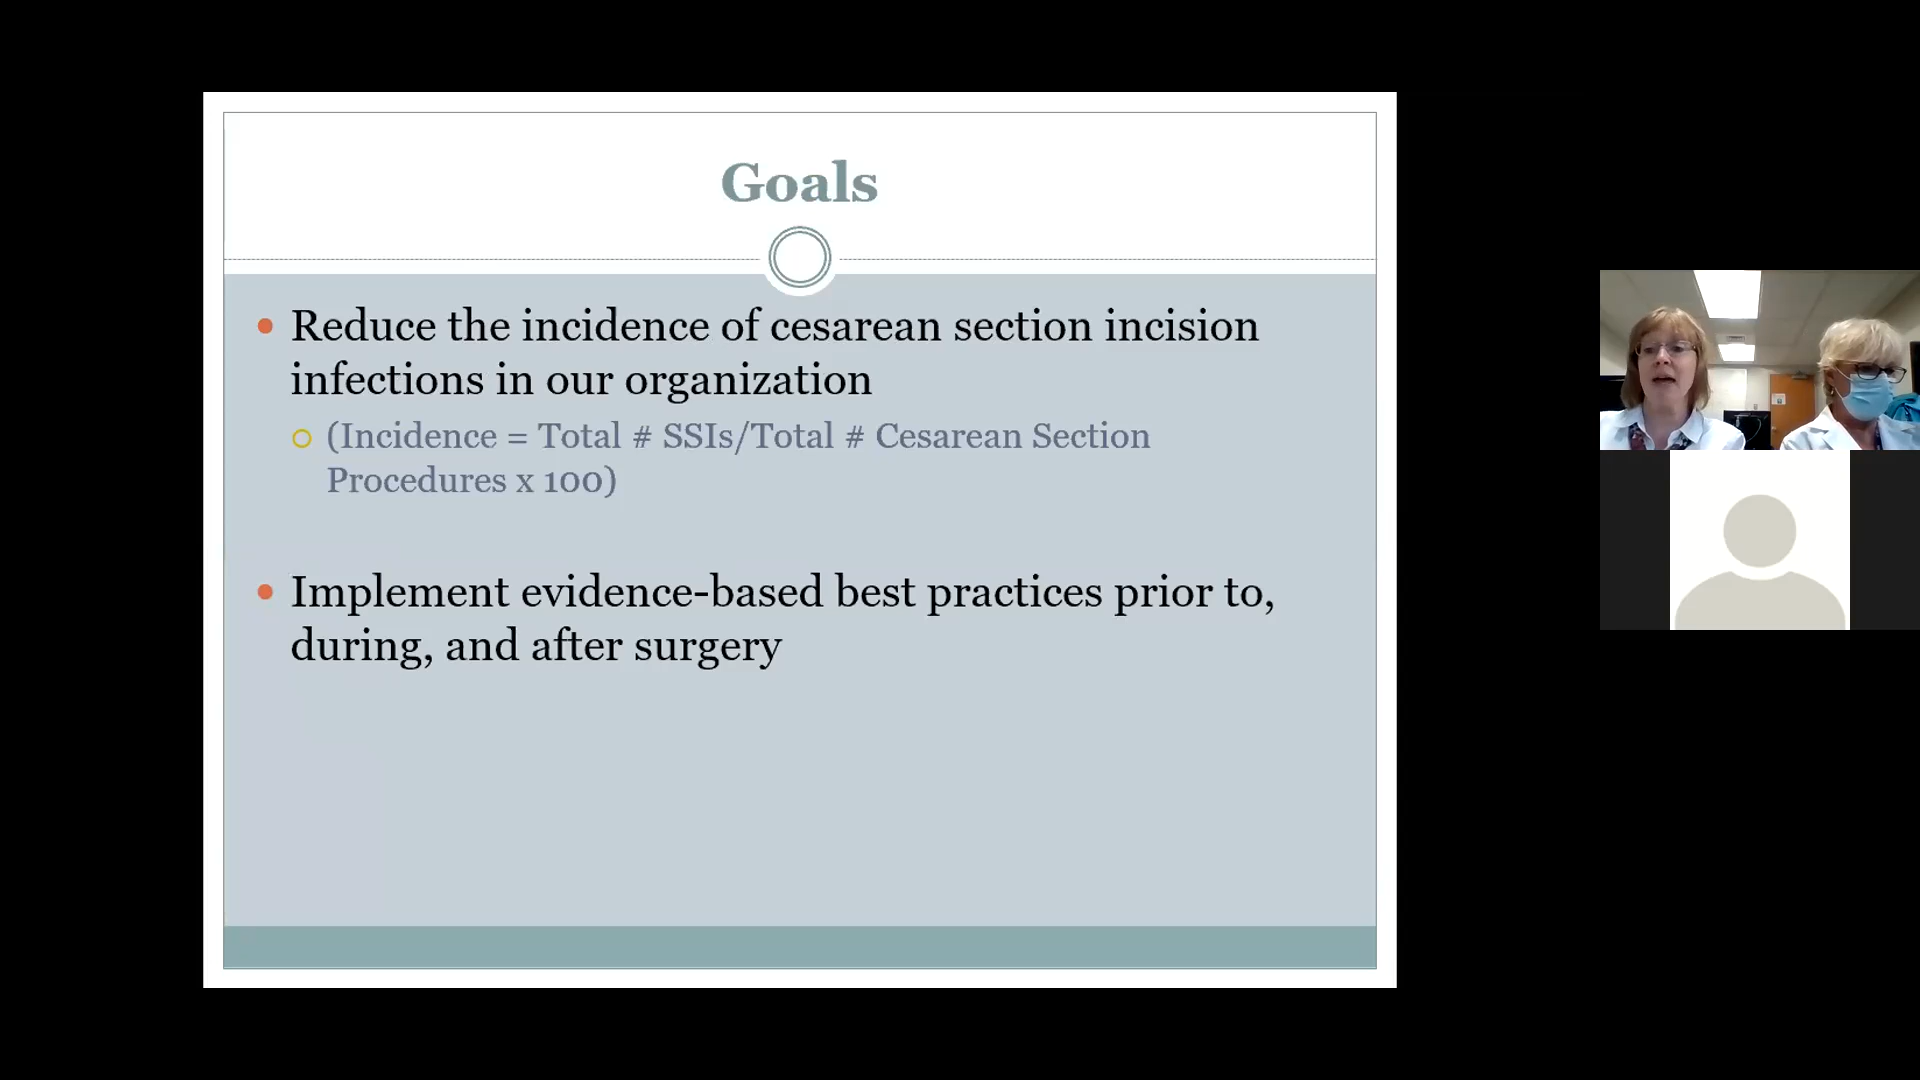 Goals
Reduce the incidence of cesarean section incision
infections in our organization
(Incidence = Total # SSIs/Total # Cesarean Section
Procedures x 100)
Implement evidence-based best practices prior to,
during, and after surgery